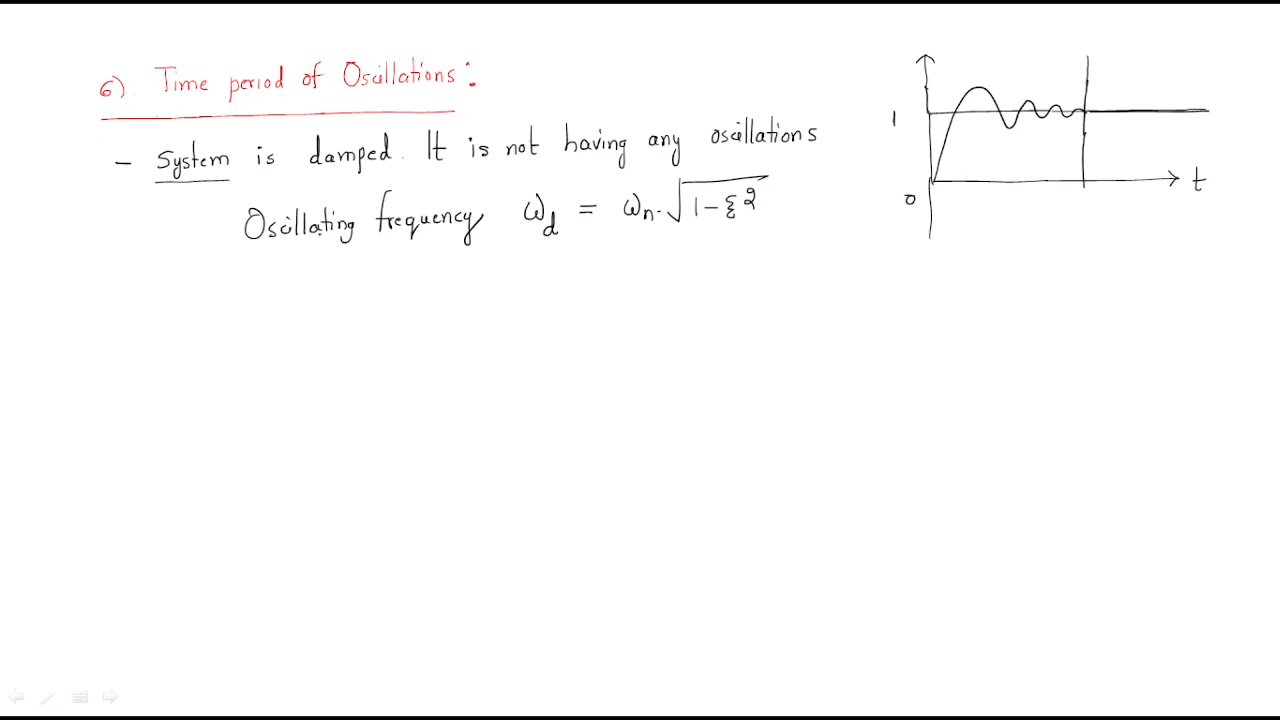 6). Time period of Oscillations:
- System is damped. It is not having any oscillations
Oscillating frequency ωd = ωn. √1-ξ2
1
0
t